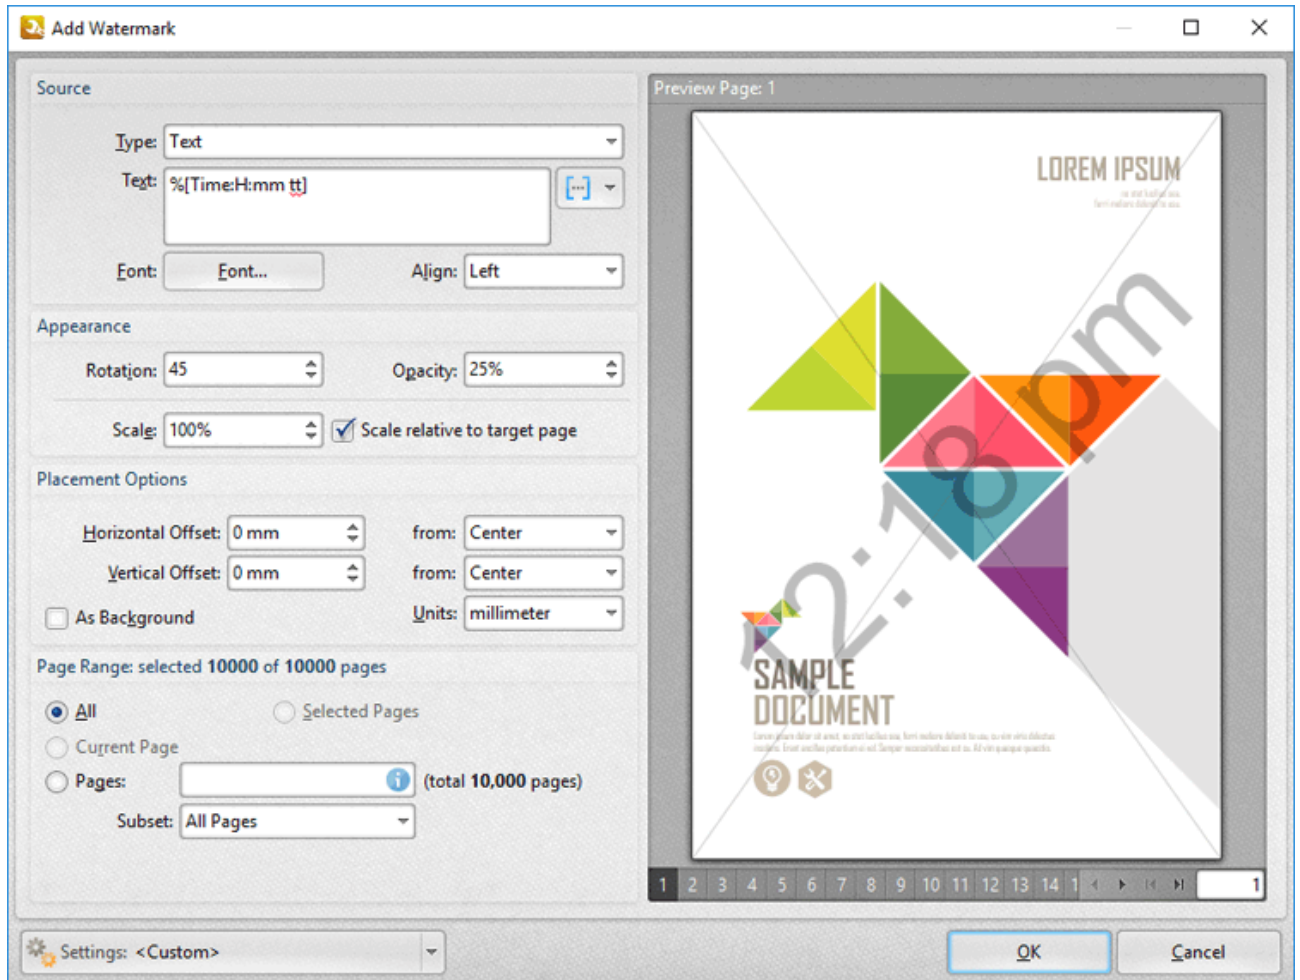 Add Watermark
Source
Type: Text
Text: %[Time:H:mm tt]
Font: Font... Align: Left
Appearance
Rotation: 45 Opacity: 25%
Scale: 100% Scale relative to target page
Placement Options
Horizontal Offset: 0 mm from: Center
Vertical Offset: 0 mm from: Center
As Background Units: millimeter
Page Range: selected 10000 of 10000 pages
All Selected Pages
Current Page
Pages: (total 10,000 pages)
Subset: All Pages
Settings: <Custom>
Preview Page: 1
LOREM IPSUM
12:18 pm
SAMPLE
DOCUMENT
1 2 3 4 5 6 7 8 9 10 11 12 13 14 1 1
OK Cancel